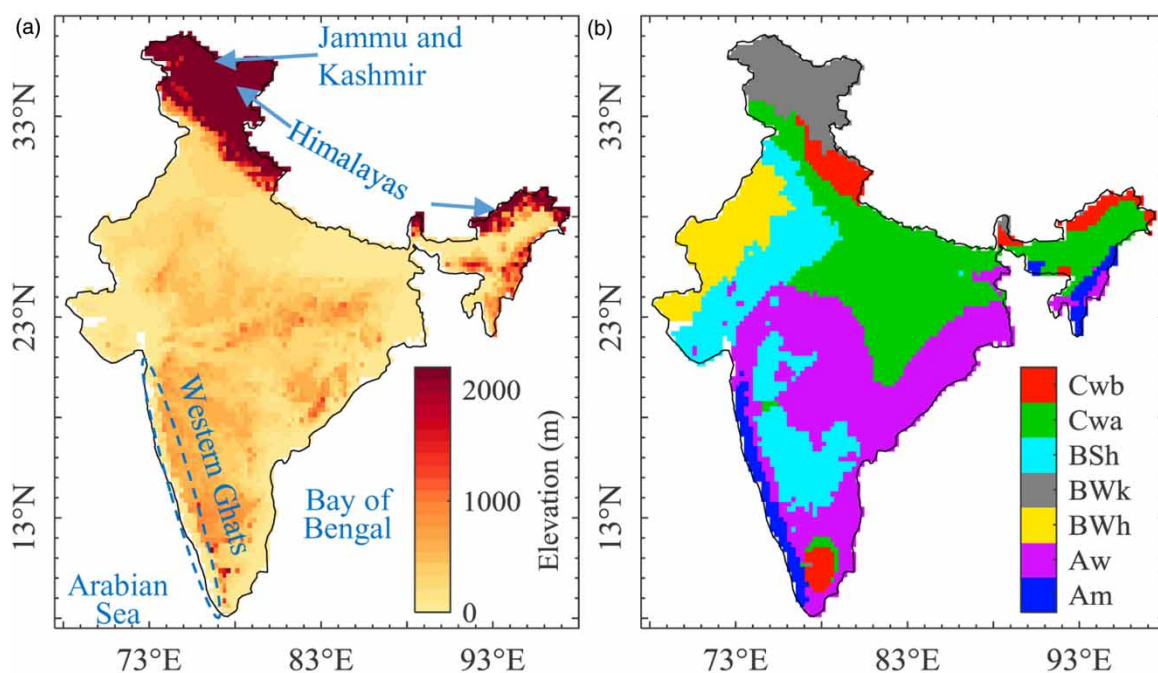 (a)
Jammu and
Kashmir
Himalayas
Western Ghats
Bay of
Bengal
Arabian
Sea
2000
1000
0
Elevation (m)
33°N
23°N
13°N
73°E
83°E
93°E
(b)
Cwb
Cwa
BSh
BWk
BWh
Aw
Am
33°N
23°N
13°N
73°E
83°E
93°E